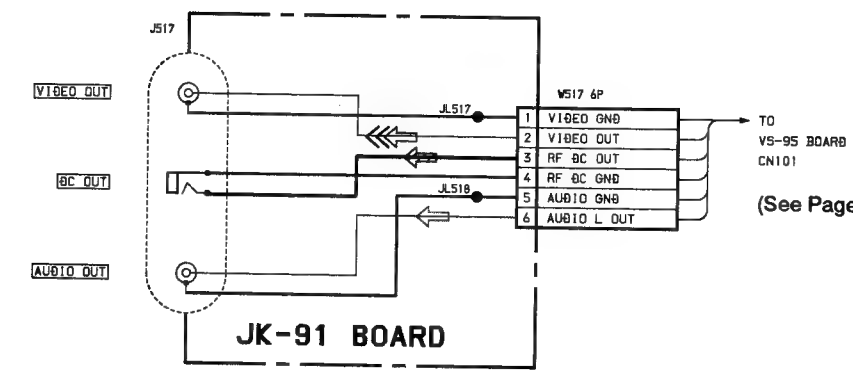 J517
VIDEO OUT
DC OUT
AUDIO OUT
JL517
JL518
W517 6P
1 VIDEO GND
2 VIDEO OUT
3 RF DC OUT
4 RF DC GND
5 AUDIO GND
6 AUDIO L OUT
TO
VS-95 BOARD
CN101
(See Page
JK-91 BOARD